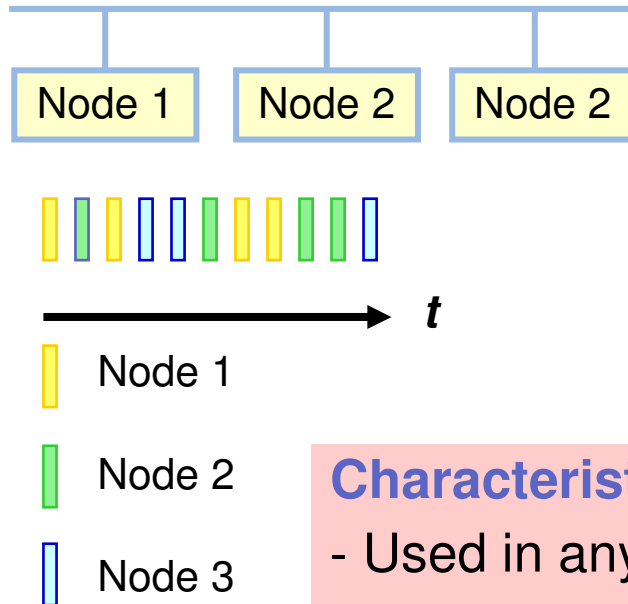 Node 1 Node 2 Node 2
t
Node 1
Node 2
Node 3
Characterist
- Used in any